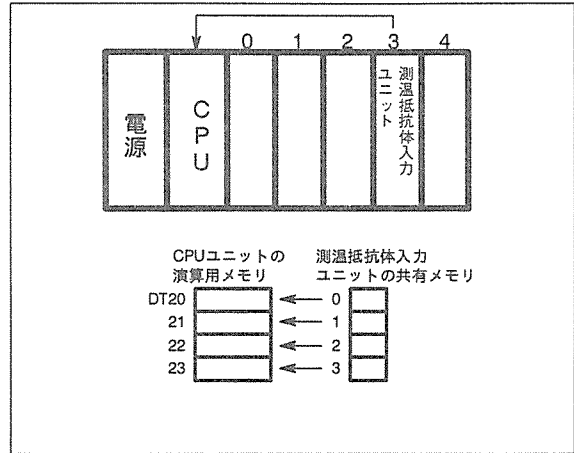 0 1 2 3 4
電源
CPU
測温抵抗体入力
ユニット
CPUユニットの
演算用メモリ
測温抵抗体入力
ユニットの共有メモリ
DT20 0
21 1
22 2
23 3